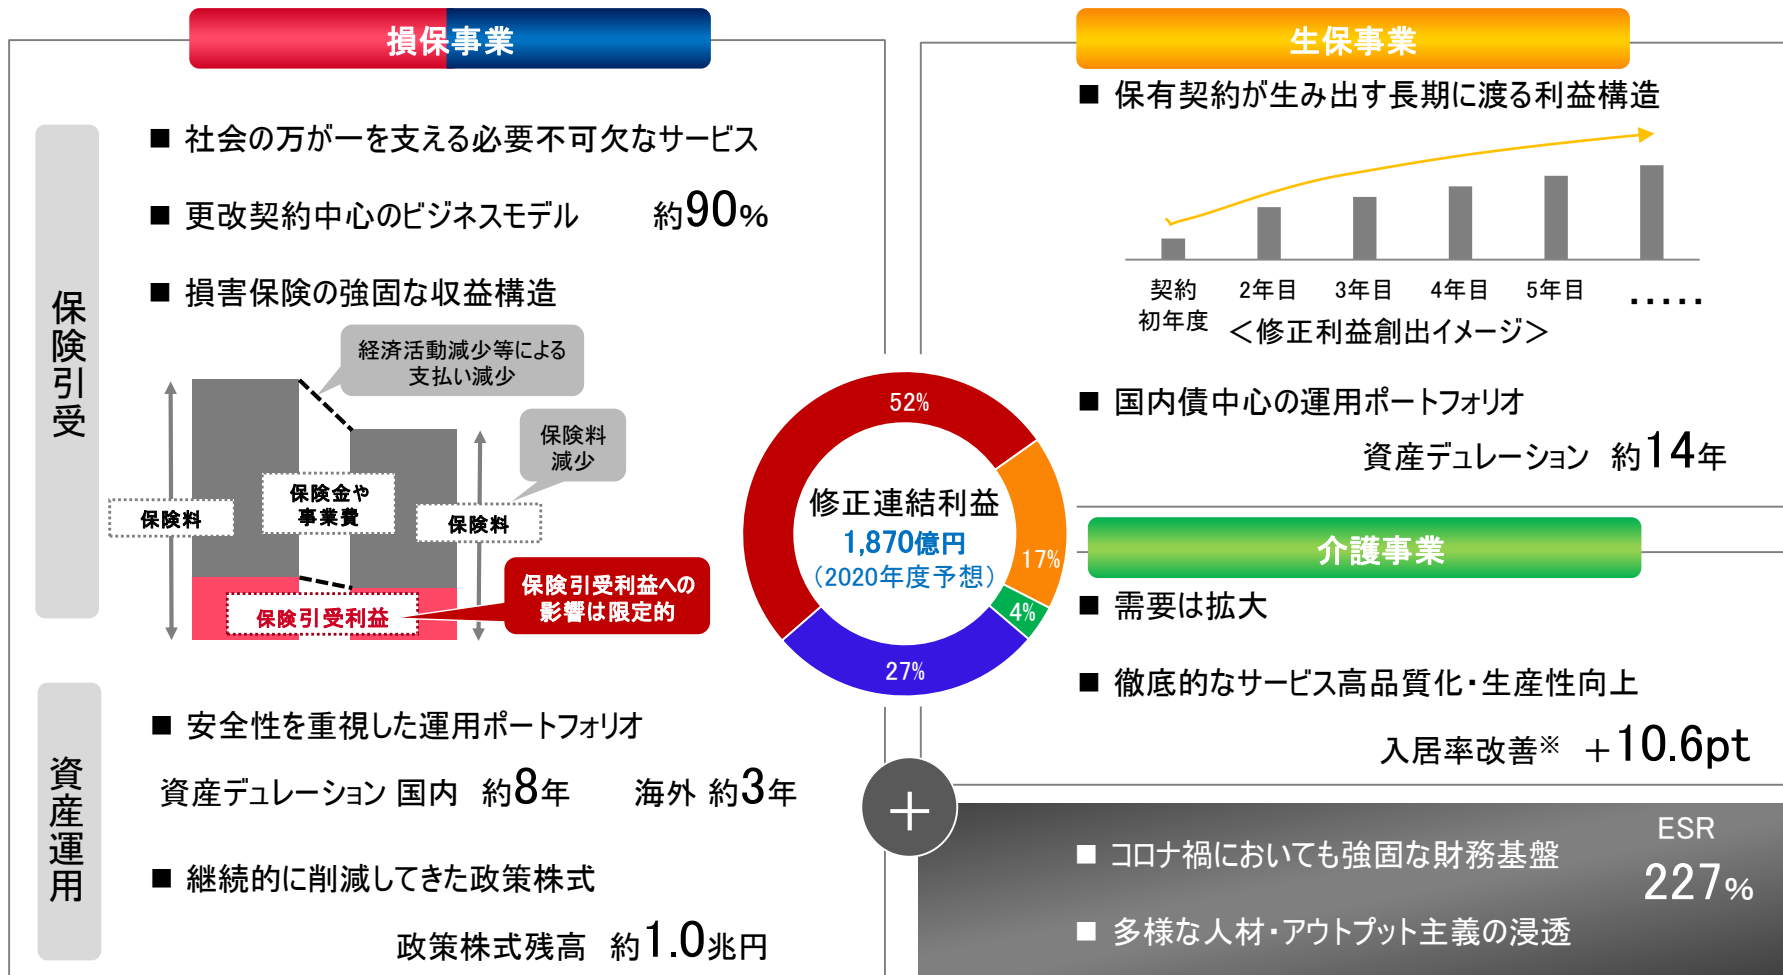 損保事業
保険引受
■ 社会の万が一を支える必要不可欠なサービス
■ 更改契約中心のビジネスモデル 約90%
■ 損害保険の強固な収益構造
経済活動減少等による
支払い減少
保険料
減少
保険料
保険金や
事業費
保険料
保険引受利益
保険引受利益への
影響は限定的
資産運用
■ 安全性を重視した運用ポートフォリオ
資産デュレーション 国内 約8年 海外 約3年
■ 継続的に削減してきた政策株式
政策株式残高 約1.0兆円
52%
17%
4%
27%
修正連結利益
1,870億円
(2020年度予想)
生保事業
■ 保有契約が生み出す長期に渡る利益構造
契約
初年度
2年目
3年目
4年目
5年目
.....
<修正利益創出イメージ>
■ 国内債中心の運用ポートフォリオ
資産デュレーション 約14年
介護事業
■ 需要は拡大
■ 徹底的なサービス高品質化・生産性向上
入居率改善※ +10.6pt
+
■ コロナ禍においても強固な財務基盤
ESR
227%
■ 多様な人材・アウトプット主義の浸透